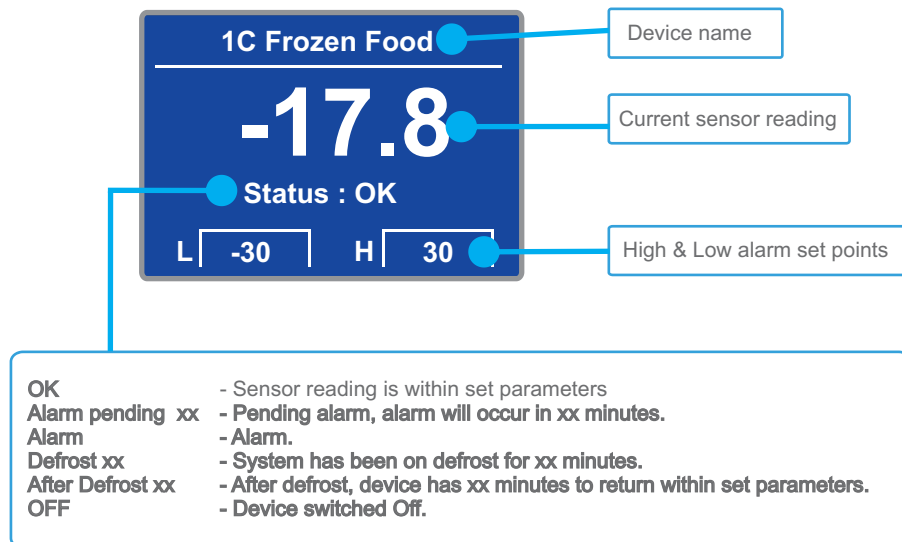 1C Frozen Food
Device name
-17.8
Current sensor reading
Status : OK
L -30 H 30
High & Low alarm set points
OK - Sensor reading is within set parameters
Alarm pending xx - Pending alarm, alarm will occur in xx minutes.
Alarm - Alarm.
Defrost xx - System has been on defrost for xx minutes.
After Defrost xx - After defrost, device has xx minutes to return within set parameters.
OFF - Device switched Off.